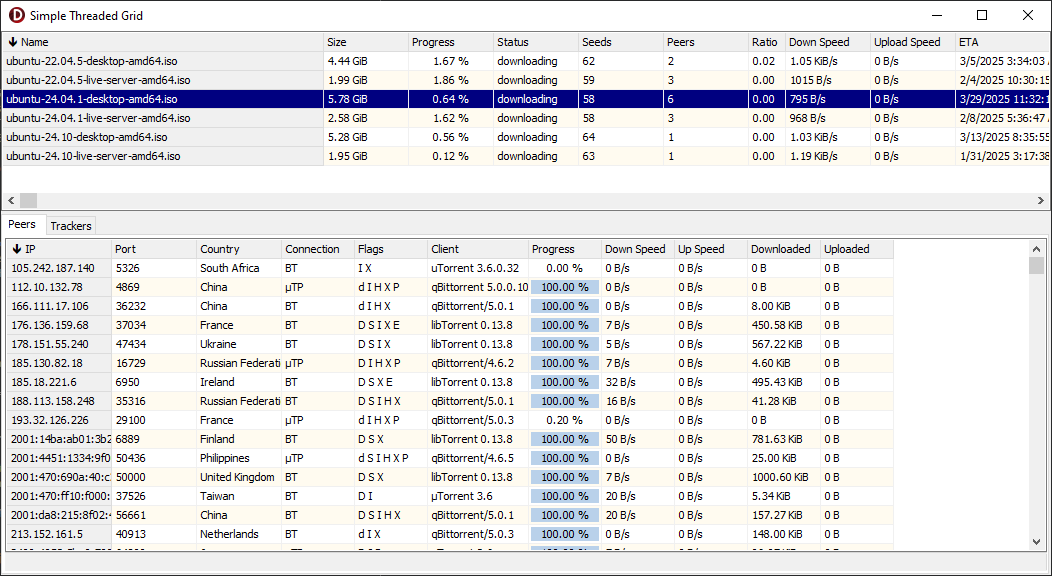 Simple Threaded Grid
Name Size Progress Status Seeds Peers Ratio Down Speed Upload Speed ETA
ubuntu-22.04.5-desktop-amd64.iso 4.44 GiB 1.67 % downloading 62 2 0.02 1.05 KiB/s 0 B/s 3/5/2025 3:34:03
ubuntu-22.04.5-live-server-amd64.iso 1.99 GiB 1.86 % downloading 59 3 0.00 1015 B/s 0 B/s 2/4/2025 10:30:15
ubuntu-24.04.1-desktop-amd64.iso 5.78 GiB 0.64 % downloading 58 6 0.00 795 B/s 0 B/s 3/29/2025 11:32:1
ubuntu-24.04.1-live-server-amd64.iso 2.58 GiB 1.62 % downloading 58 3 0.00 968 B/s 0 B/s 2/8/2025 5:36:47
ubuntu-24.10-desktop-amd64.iso 5.28 GiB 0.56 % downloading 64 1 0.00 1.03 KiB/s 0 B/s 3/13/2025 8:35:55
ubuntu-24.10-live-server-amd64.iso 1.95 GiB 0.12 % downloading 63 1 0.00 1.19 KiB/s 0 B/s 1/31/2025 3:17:38
Peers Trackers
IP Port Country Connection Flags Client Progress Down Speed Up Speed Downloaded Uploaded
105.242.187.140 5326 South Africa BT I X uTorrent 3.6.0.32 0.00 % 0 B/s 0 B/s 0 B 0 B
112.10.132.78 4869 China µTP d I H X P qBittorrent 5.0.0.10 100.00 % 0 B/s 0 B/s 0 B 0 B
166.111.17.106 36232 China BT d I H X qBittorrent/5.0.1 100.00 % 0 B/s 0 B/s 8.00 KiB 0 B
176.136.159.68 37034 France BT D S I X E libTorrent 0.13.8 100.00 % 7 B/s 0 B/s 450.58 KiB 0 B
178.151.55.240 47434 Ukraine BT D S I X libTorrent 0.13.8 100.00 % 5 B/s 0 B/s 567.22 KiB 0 B
185.130.82.18 16729 Russian Federati µTP D I H X P qBittorrent/4.6.2 100.00 % 7 B/s 0 B/s 4.60 KiB 0 B
185.18.221.6 6950 Ireland BT D S X E libTorrent 0.13.8 100.00 % 32 B/s 0 B/s 495.43 KiB 0 B
188.113.158.248 35316 Russian Federati BT D S I H X qBittorrent/5.0.1 100.00 % 16 B/s 0 B/s 41.28 KiB 0 B
193.32.126.226 29100 France µTP d I H X P qBittorrent/5.0.3 0.20 % 0 B/s 0 B/s 0 B 0 B
2001:14ba:ab01:3b2 6889 Finland BT D S X libTorrent 0.13.8 100.00 % 50 B/s 0 B/s 781.63 KiB 0 B
2001:4451:1334:9f0 50436 Philippines µTP d S I H X P qBittorrent/4.6.5 100.00 % 0 B/s 0 B/s 25.00 KiB 0 B
2001:470:690a:40:c 50000 United Kingdom BT D S X libTorrent 0.13.8 100.00 % 7 B/s 0 B/s 1000.60 KiB 0 B
2001:470:ff10:f000: 37526 Taiwan BT D I µTorrent 3.6 100.00 % 20 B/s 0 B/s 5.34 KiB 0 B
2001:da8:215:8f02: 56661 China BT D S I H X qBittorrent/5.0.1 100.00 % 20 B/s 0 B/s 157.27 KiB 0 B
213.152.161.5 40913 Netherlands BT d I X qBittorrent/5.0.3 100.00 % 0 B/s 0 B/s 148.00 KiB 0 B